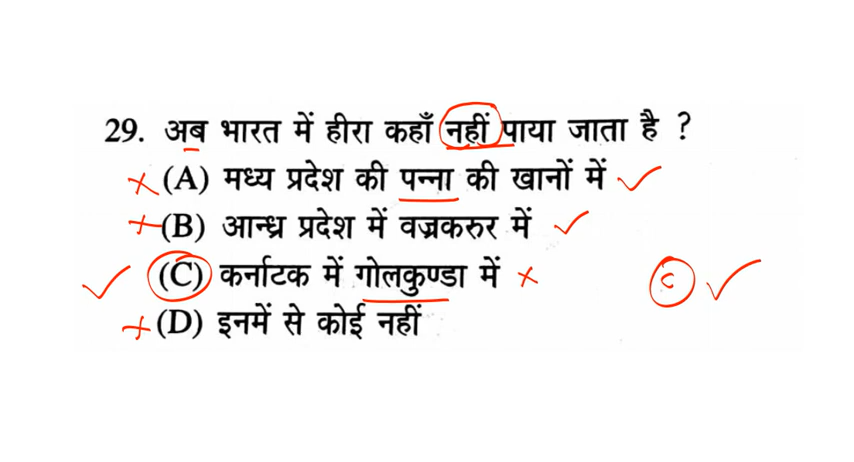 29. अब भारत में हीरा कहाँ नहीं पाया जाता है ?
(A) मध्य प्रदेश की पन्ना की खानों में
(B) आन्ध्र प्रदेश में वज्रकरुर में
(C) कर्नाटक में गोलकुण्डा में
C
(D) इनमें से कोई नहीं